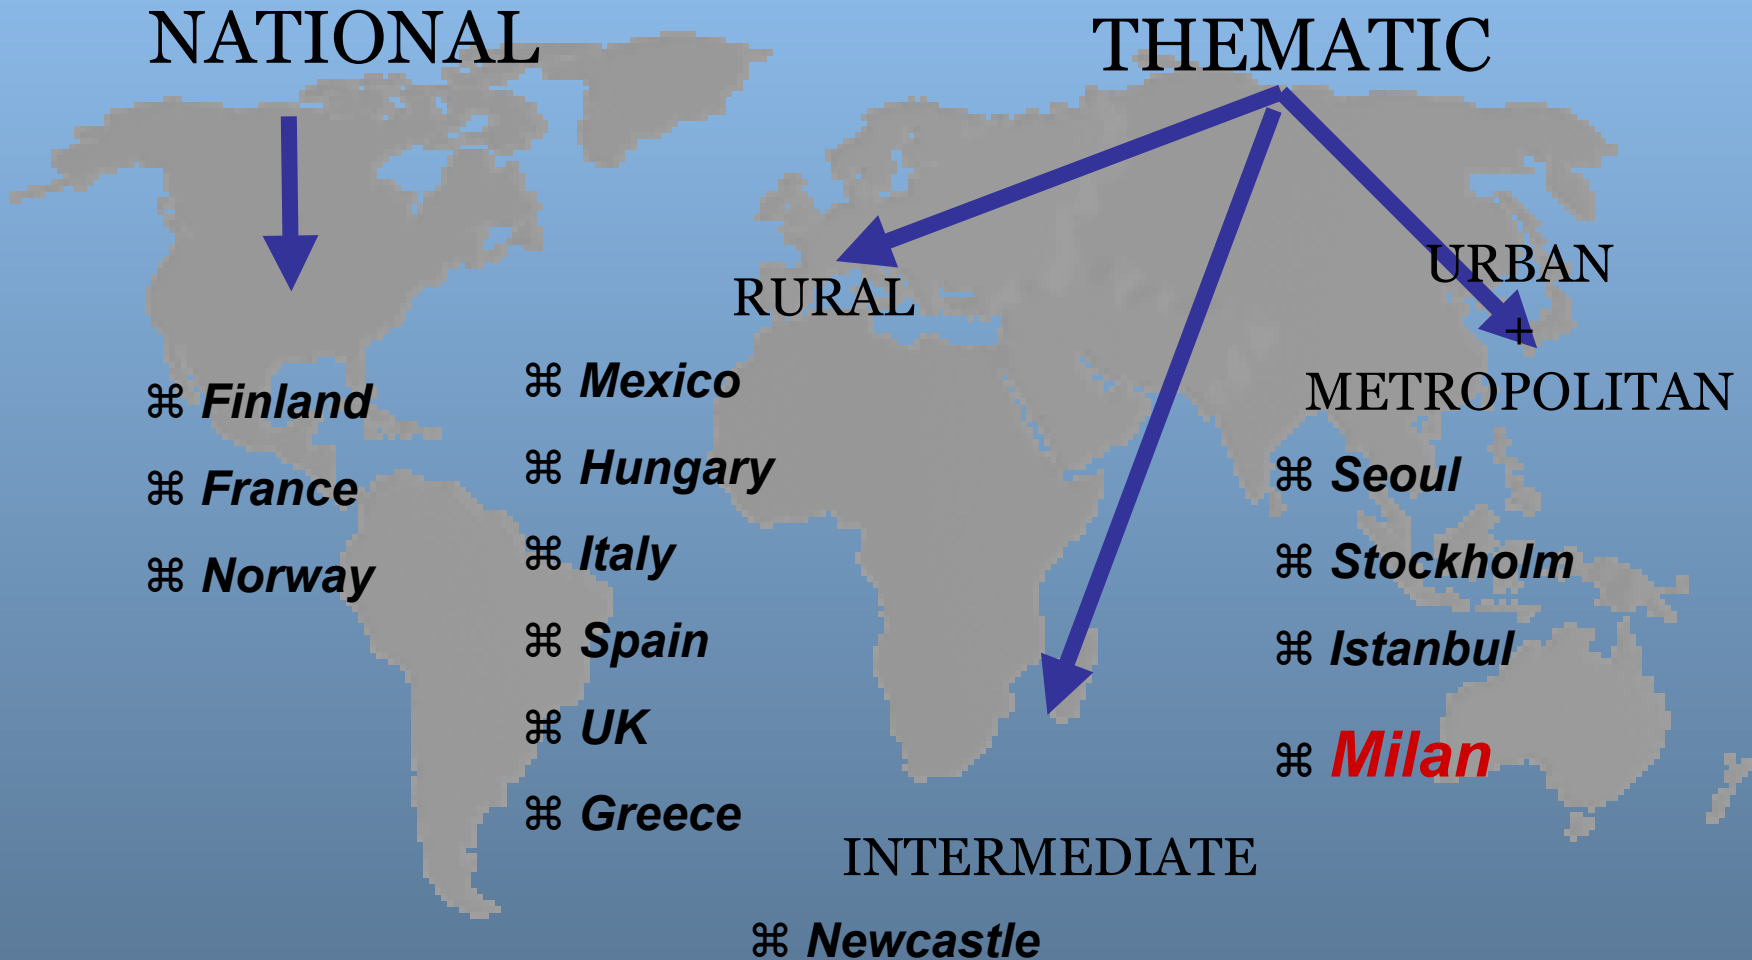 NATIONAL
⌘ Finland
⌘ France
⌘ Norway
THEMATIC
RURAL
⌘ Mexico
⌘ Hungary
⌘ Italy
⌘ Spain
⌘ UK
⌘ Greece
INTERMEDIATE
⌘ Newcastle
URBAN
+
METROPOLITAN
⌘ Seoul
⌘ Stockholm
⌘ Istanbul
⌘ Milan